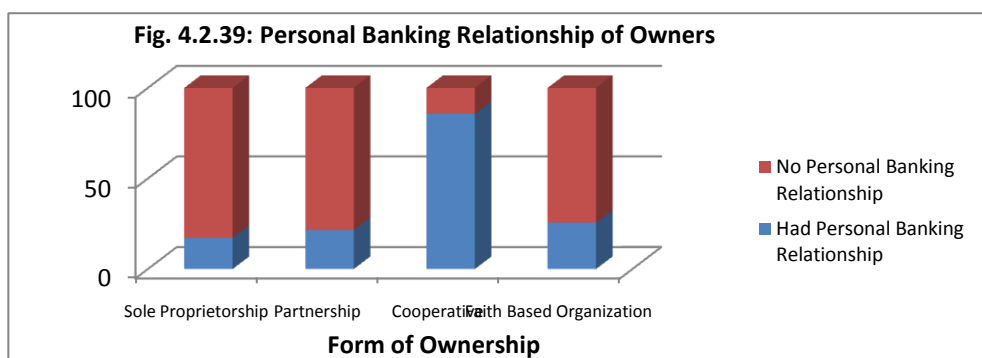 Fig. 4.2.39: Personal Banking Relationship of Owners
100
50
0
Sole Proprietorship Partnership Cooperative Faith Based Organization
Form of Ownership
No Personal Banking
Relationship
Had Personal Banking
Relationship